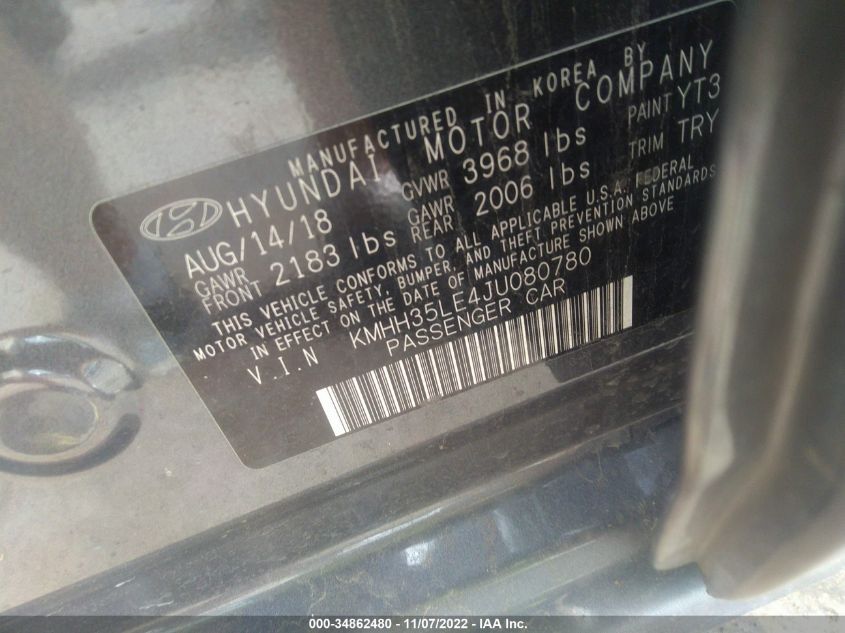 MANUFACTURED IN KOREA BY
HYUNDAI MOTOR COMPANY
AUG/14/18 GVWR 3968 lbs PAINT YT3
GAWR FRONT 2183 lbs GAWR REAR 2006 lbs TRIM TRY
THIS VEHICLE CONFORMS TO ALL APPLICABLE U.S.A. FEDERAL
MOTOR VEHICLE SAFETY, BUMPER, AND THEFT PREVENTION STANDARDS
IN EFFECT ON THE DATE OF MANUFACTURE SHOWN ABOVE
V.I.N KMHH35LE4JU080780
PASSENGER CAR
000-34862480 - 11/07/2022 - IAA Inc.